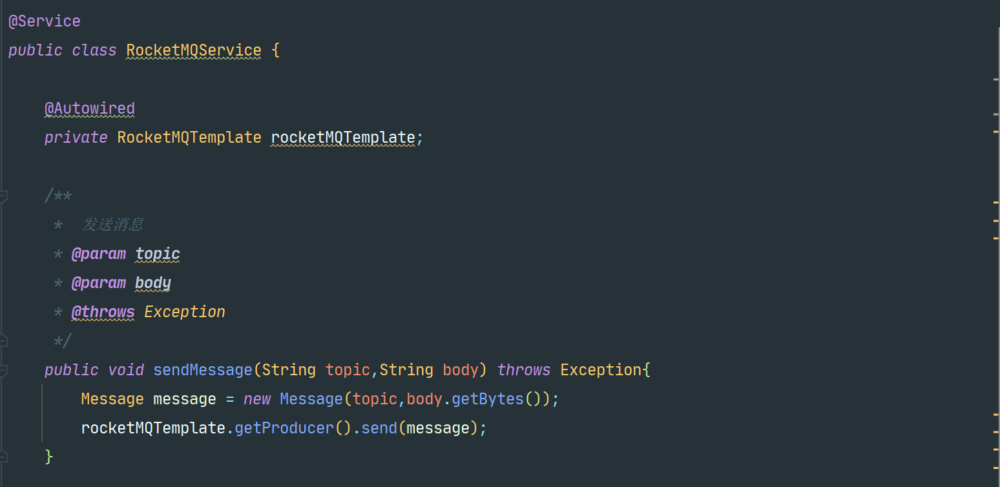 @Service
public class RocketMQService {
@Autowired
private RocketMQTemplate rocketMQTemplate;
/**
* 发送消息
* @param topic
* @param body
* @throws Exception
*/
public void sendMessage(String topic,String body) throws Exception{
Message message = new Message(topic,body.getBytes());
rocketMQTemplate.getProducer().send(message);
}